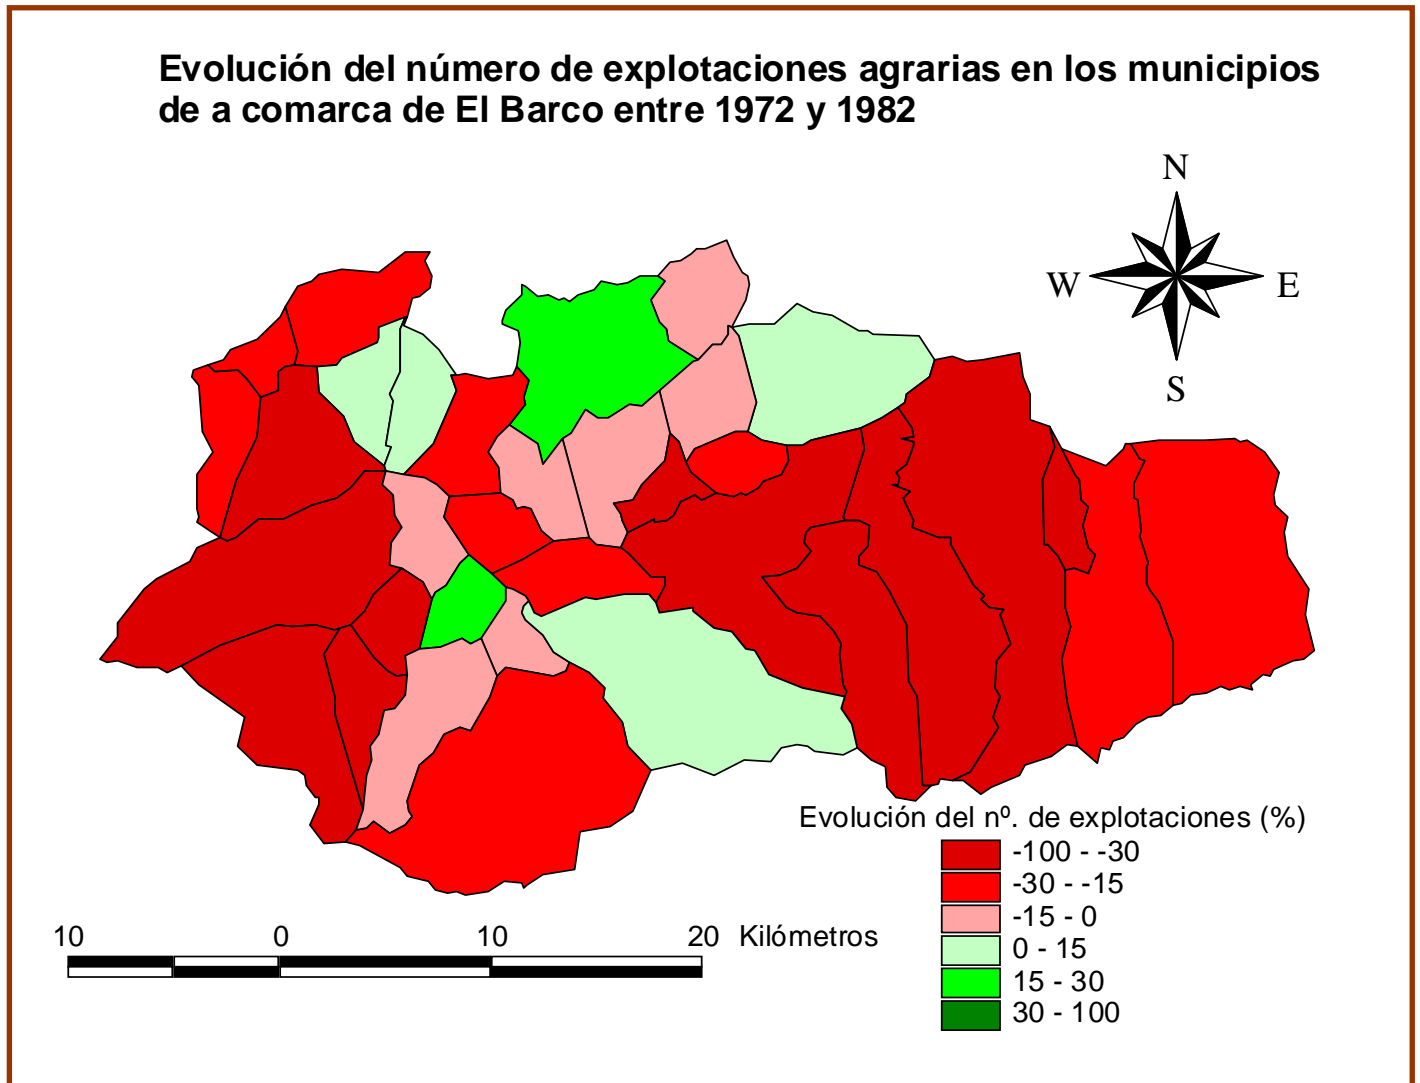 Evolución del número de explotaciones agrarias en los municipios
de a comarca de El Barco entre 1972 y 1982
N
W E
S
Evolución del nº. de explotaciones (%)
-100 - -30
-30 - -15
-15 - 0
0 - 15
15 - 30
30 - 100
10 0 10 20 Kilómetros